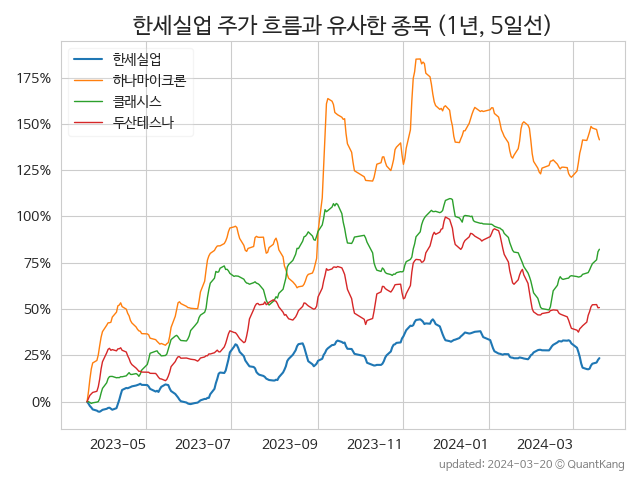 한세실업 주가 흐름과 유사한 종목 (1년, 5일선)
한세실업
하나마이크론
클래시스
두산테스나
175%
150%
125%
100%
75%
50%
25%
0%
2023-05 2023-07 2023-09 2023-11 2024-01 2024-03
updated: 2024-03-20 © QuantKang